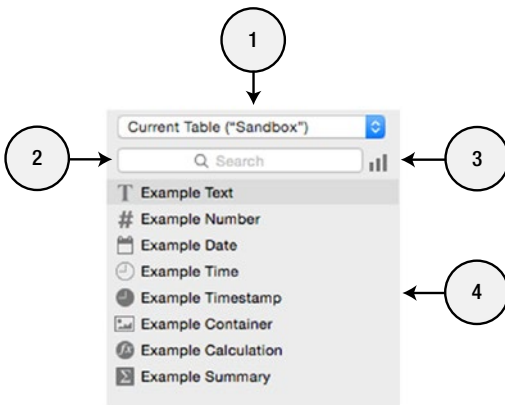 1
Current Table ("Sandbox")
2
Search
3
T Example Text
# Example Number
Example Date
Example Time
Example Timestamp
4
Example Container
fx Example Calculation
Σ Example Summary